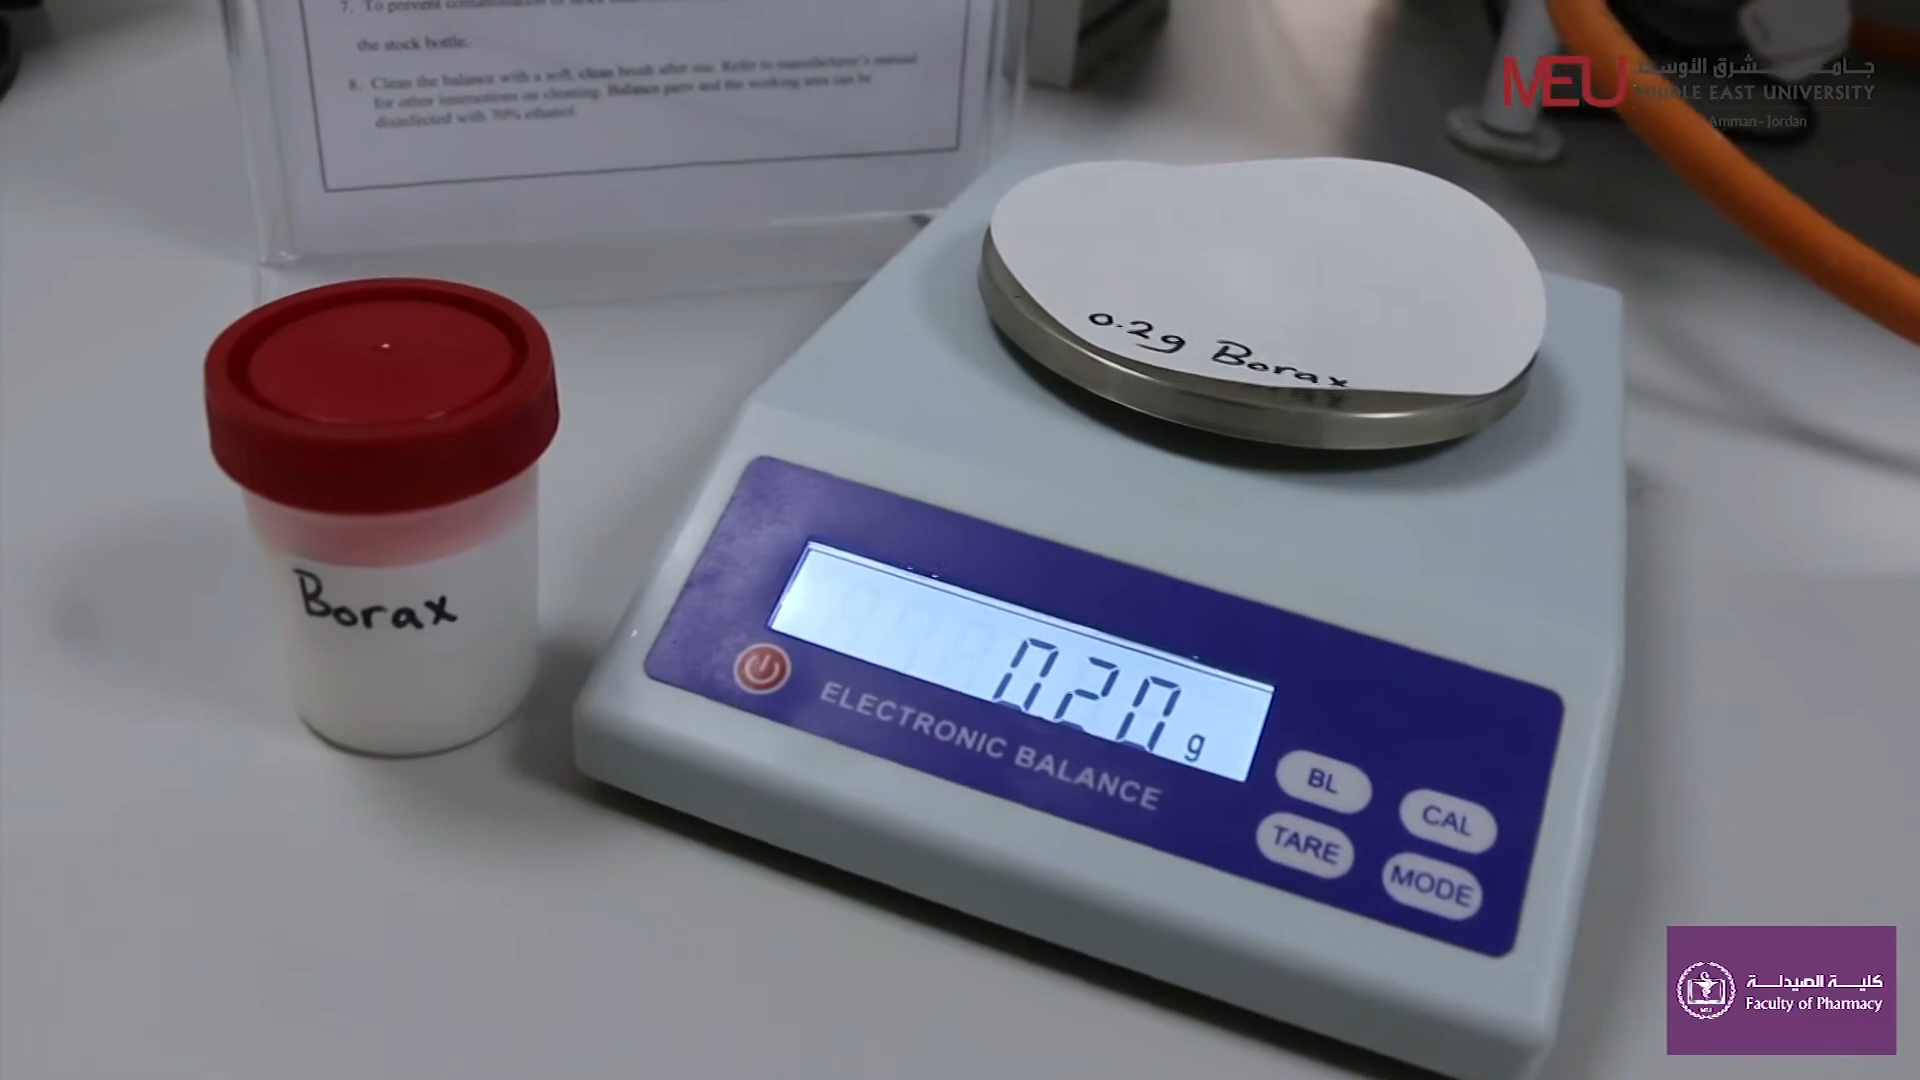 7. To prevent contamination of stock
the stock bottle.
8. Clean the balance with a soft, clean brush after use. Refer to manufacturer's manual
for other instructions on cleaning. Balance pans and the working area can be
disinfected with 70% ethanol.
MEU جامعة الشرق الأوسط
MIDDLE EAST UNIVERSITY
Amman - Jordan
0.2g Borax
Borax
0.20 g
ELECTRONIC BALANCE
BL
CAL
TARE
MODE
كلية الصيدلة
Faculty of Pharmacy